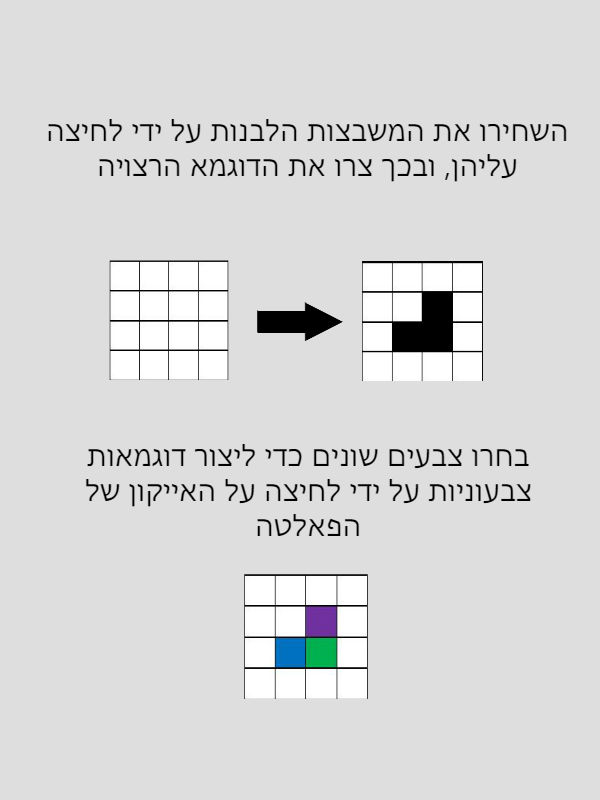 השחירו את המשבצות הלבנות על ידי לחיצה
עליהן, ובכך צרו את הדוגמא הרצויה
בחרו צבעים שונים כדי ליצור דוגמאות
צבעוניות על ידי לחיצה על האייקון של
הפאלטה